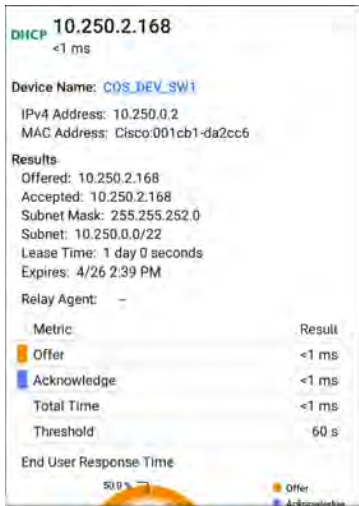 DHCP 10.250.2.168
<1 ms
Device Name: COS_DEV_SW1
IPv4 Address: 10.250.0.2
MAC Address: Cisco:001cb1-da2cc6
Results
Offered: 10.250.2.168
Accepted: 10.250.2.168
Subnet Mask: 255.255.252.0
Subnet: 10.250.0.0/22
Lease Time: 1 day 0 seconds
Expires: 4/26 2:39 PM
Relay Agent: --
Metric Result
Offer <1 ms
Acknowledge <1 ms
Total Time <1 ms
Threshold 60 s
End User Response Time
50.0 %
Offer
Acknowledge